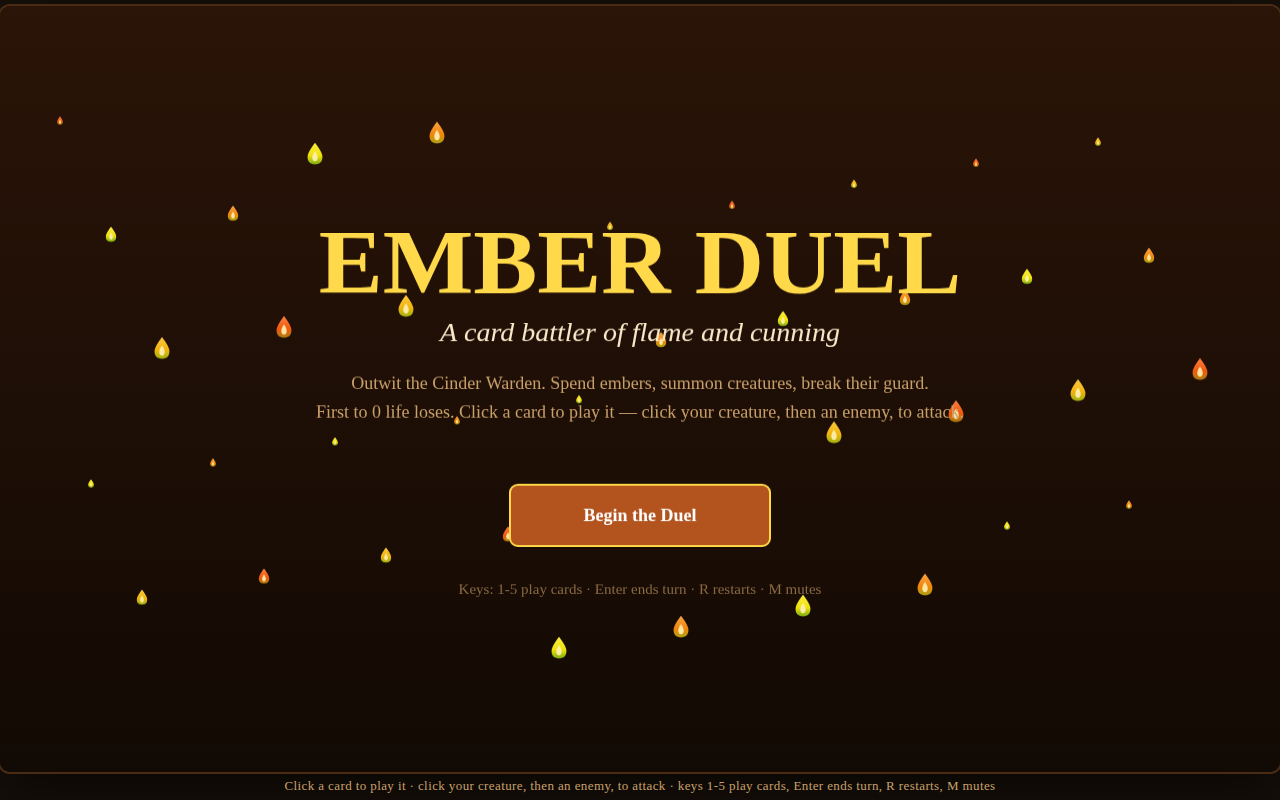 EMBER DUEL
A card battler of flame and cunning
Outwit the Cinder Warden. Spend embers, summon creatures, break their guard.
First to 0 life loses. Click a card to play it — click your creature, then an enemy, to attack.
Begin the Duel
Keys: 1-5 play cards · Enter ends turn · R restarts · M mutes
Click a card to play it · click your creature, then an enemy, to attack · keys 1-5 play cards, Enter ends turn, R restarts, M mutes